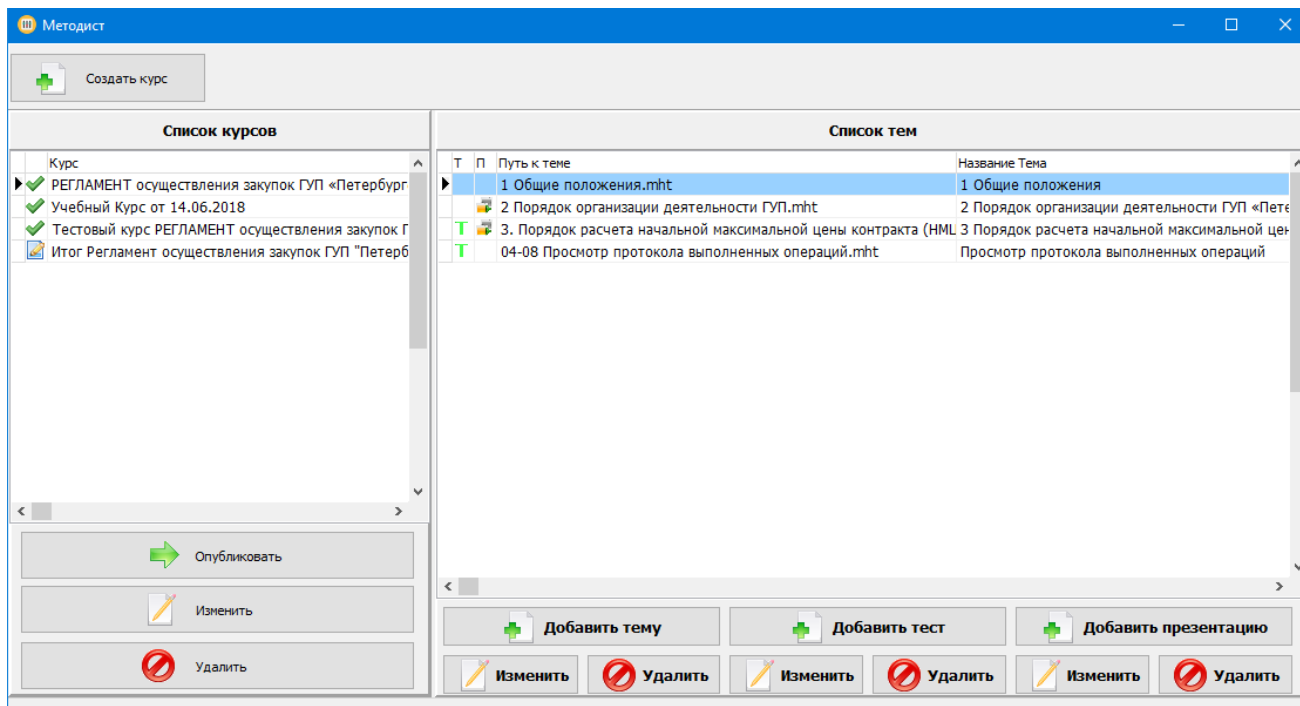 Методист
Создать курс
Список курсов
Курс
РЕГЛАМЕНТ осуществления закупок ГУП «Петербург
Учебный Курс от 14.06.2018
Тестовый курс РЕГЛАМЕНТ осуществления закупок Г
Итог Регламент осуществления закупок ГУП "Петерб
Опубликовать
Изменить
Удалить
Список тем
Т П Путь к теме Название Тема
1 Общие положения.mht 1 Общие положения
2 Порядок организации деятельности ГУП.mht 2 Порядок организации деятельности ГУП «Пете
Т 3. Порядок расчета начальной максимальной цены контракта (НМЦ 3 Порядок расчета начальной максимальной цен
Т 04-08 Просмотр протокола выполненных операций.mht Просмотр протокола выполненных операций
Добавить тему Добавить тест Добавить презентацию
Изменить Удалить Изменить Удалить Изменить Удалить